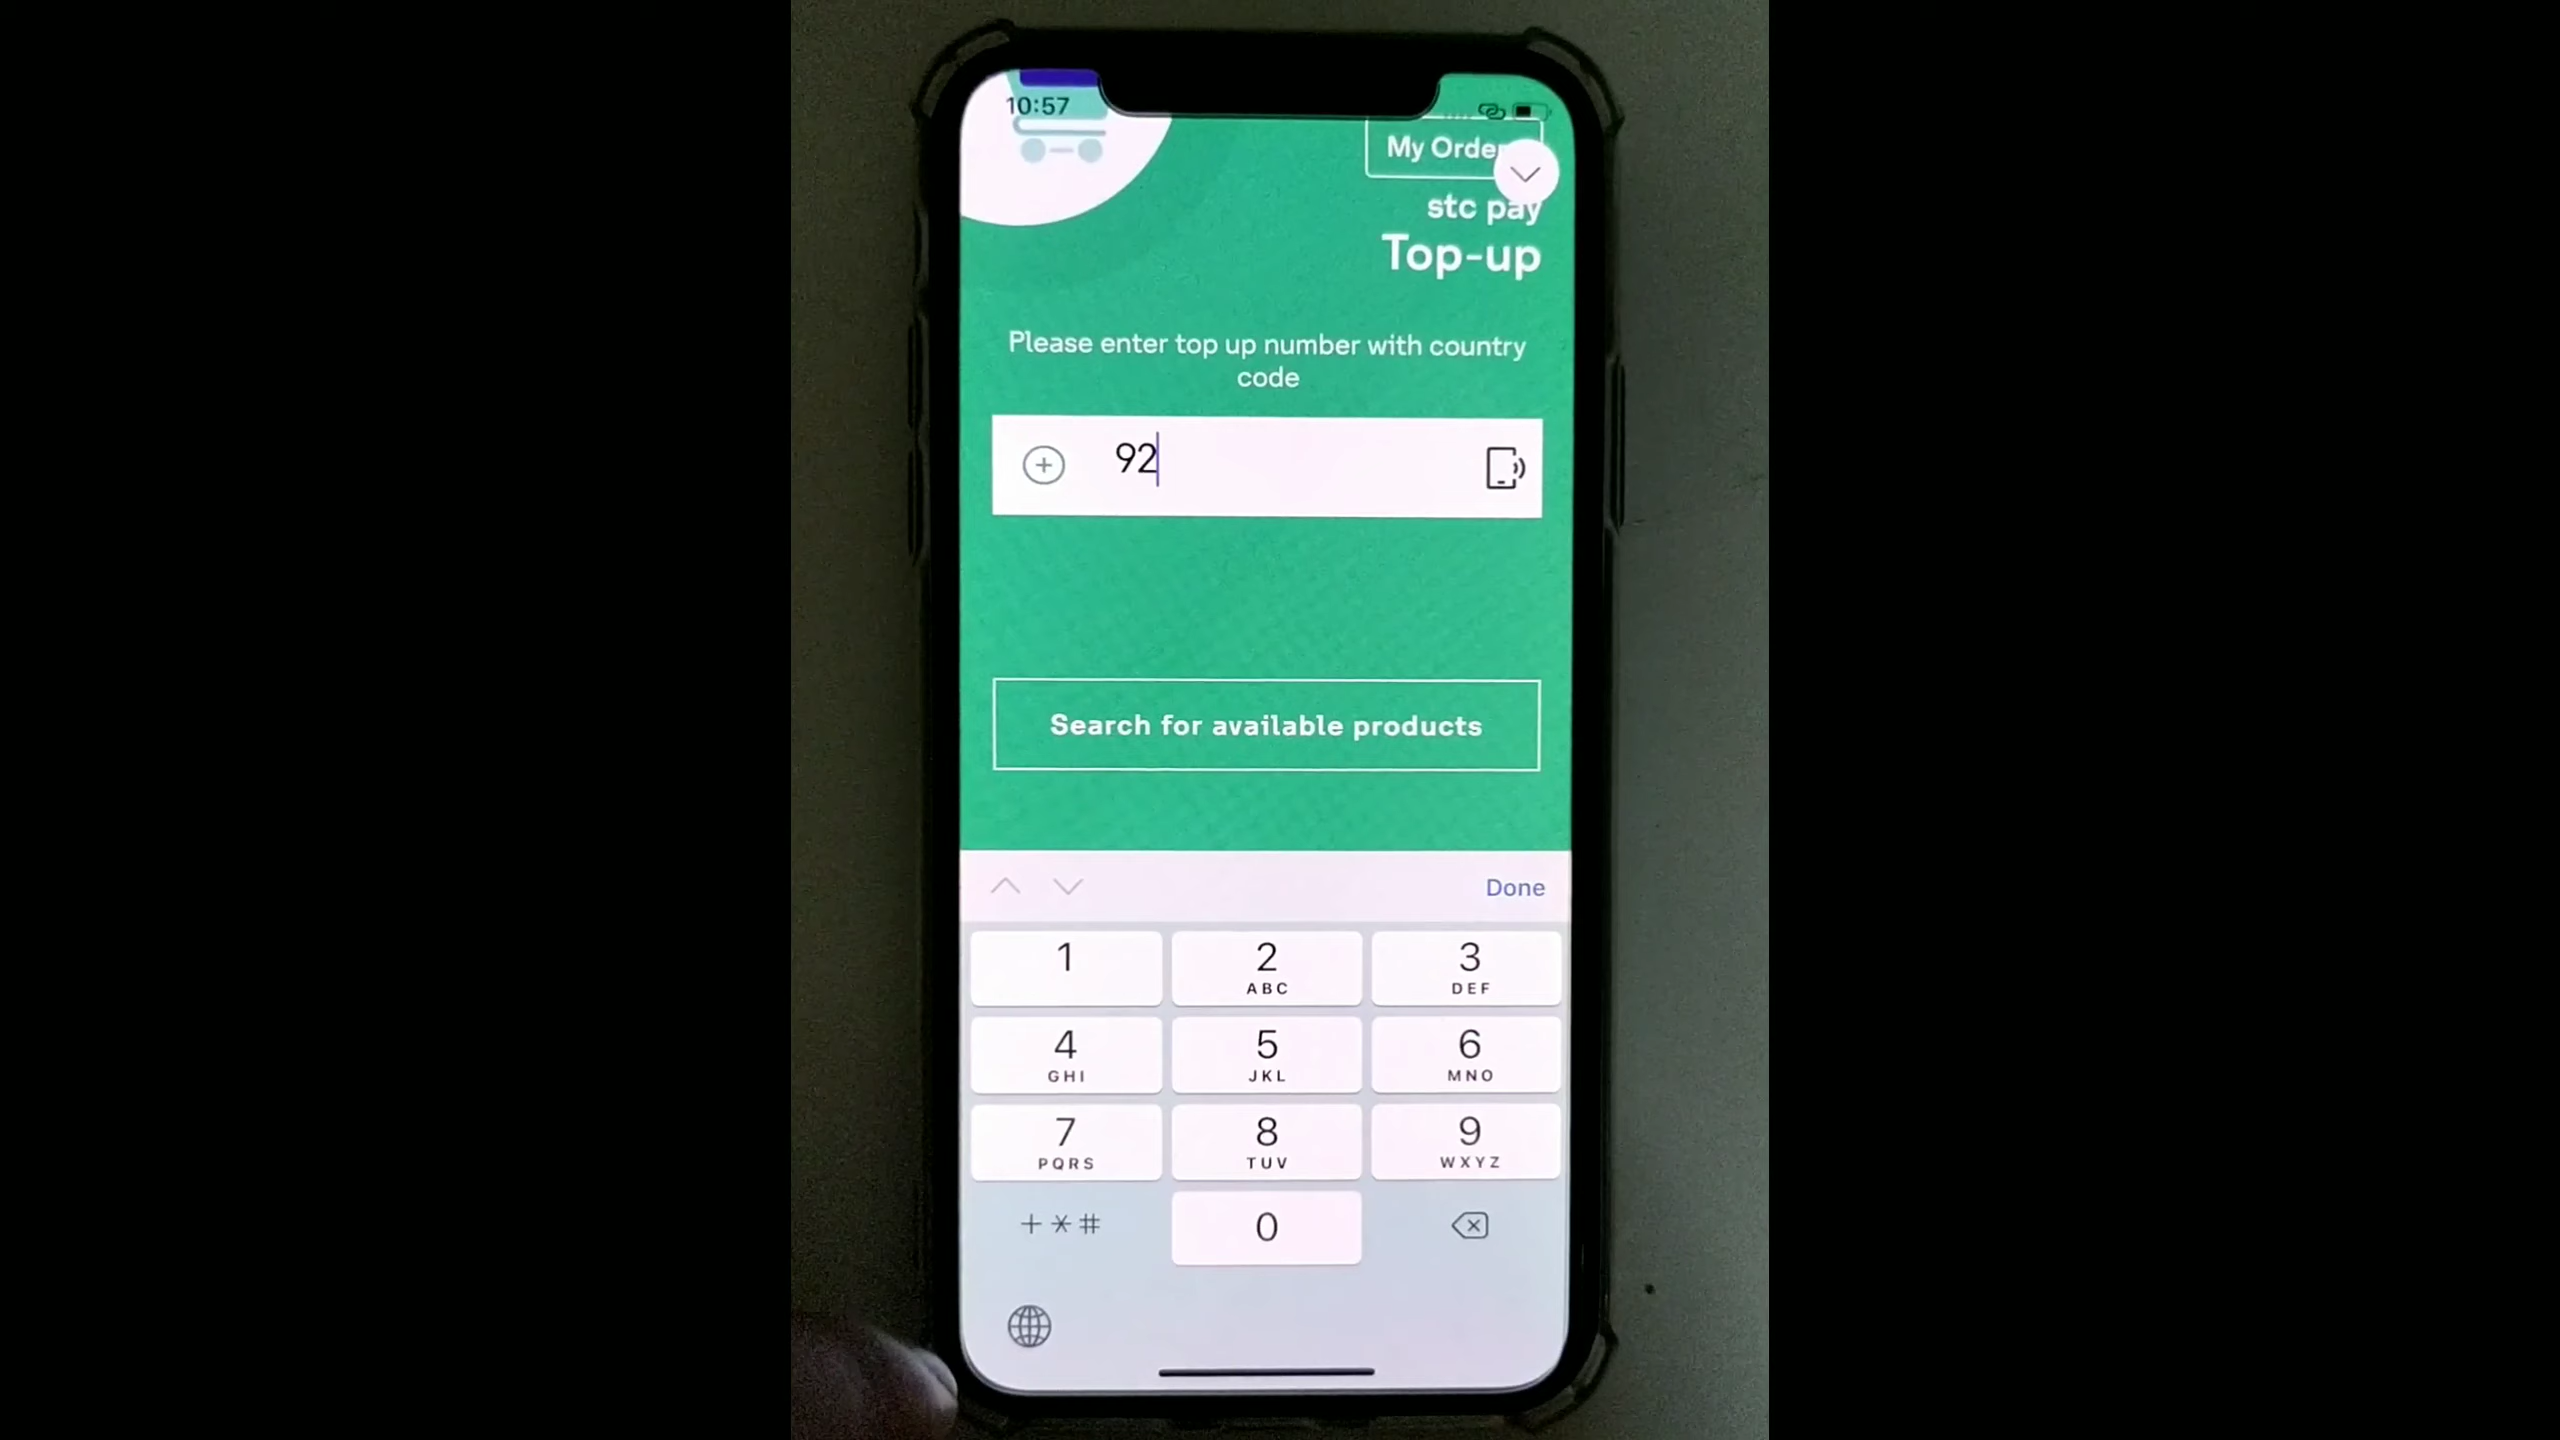 10:57
My Orde
stc pay
Top-up
Please enter top up number with country
code
92
Search for available products
Done
1
2
ABC
3
DEF
4
GHI
5
JKL
6
MNO
7
PQRS
8
TUV
9
WXYZ
+*#
0